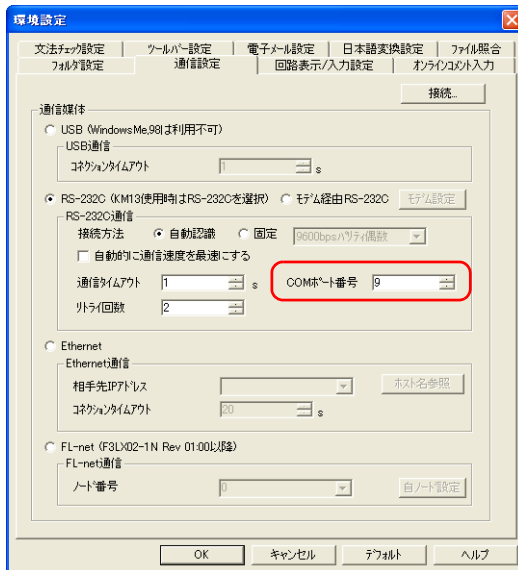 環境設定
文法チェック設定 ツールバー設定 電子メール設定 日本語変換設定 ファイル照合
フォルダ設定 通信設定 回路表示/入力設定 オンラインコメント入力
接続...
通信媒体
USB (WindowsMe,98は利用不可)
USB通信
コネクションタイムアウト 1 s
RS-232C (KM13使用時はRS-232Cを選択) モデム経由RS-232C モデム設定
RS-232C通信
接続方法 自動認識 固定 9600bpsパリティ偶数
自動的に通信速度を最速にする
通信タイムアウト 1 s COMポート番号 9
リトライ回数 2
Ethernet
Ethernet通信
相手先IPアドレス ホスト名参照
コネクションタイムアウト 20 s
FL-net (F3LX02-1N Rev 01:00以降)
FL-net通信
ノード番号 0 自ノード設定
OK キャンセル デフォルト ヘルプ